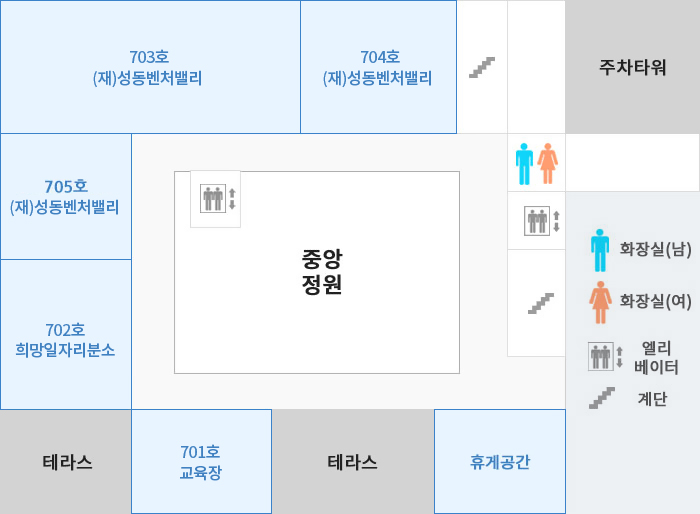 703호
(재)성동벤처밸리
704호
(재)성동벤처밸리
주차타워
705호
(재)성동벤처밸리
중앙
정원
화장실(남)
화장실(여)
702호
희망일자리분소
엘리
베이터
계단
테라스
701호
교육장
테라스
휴게공간